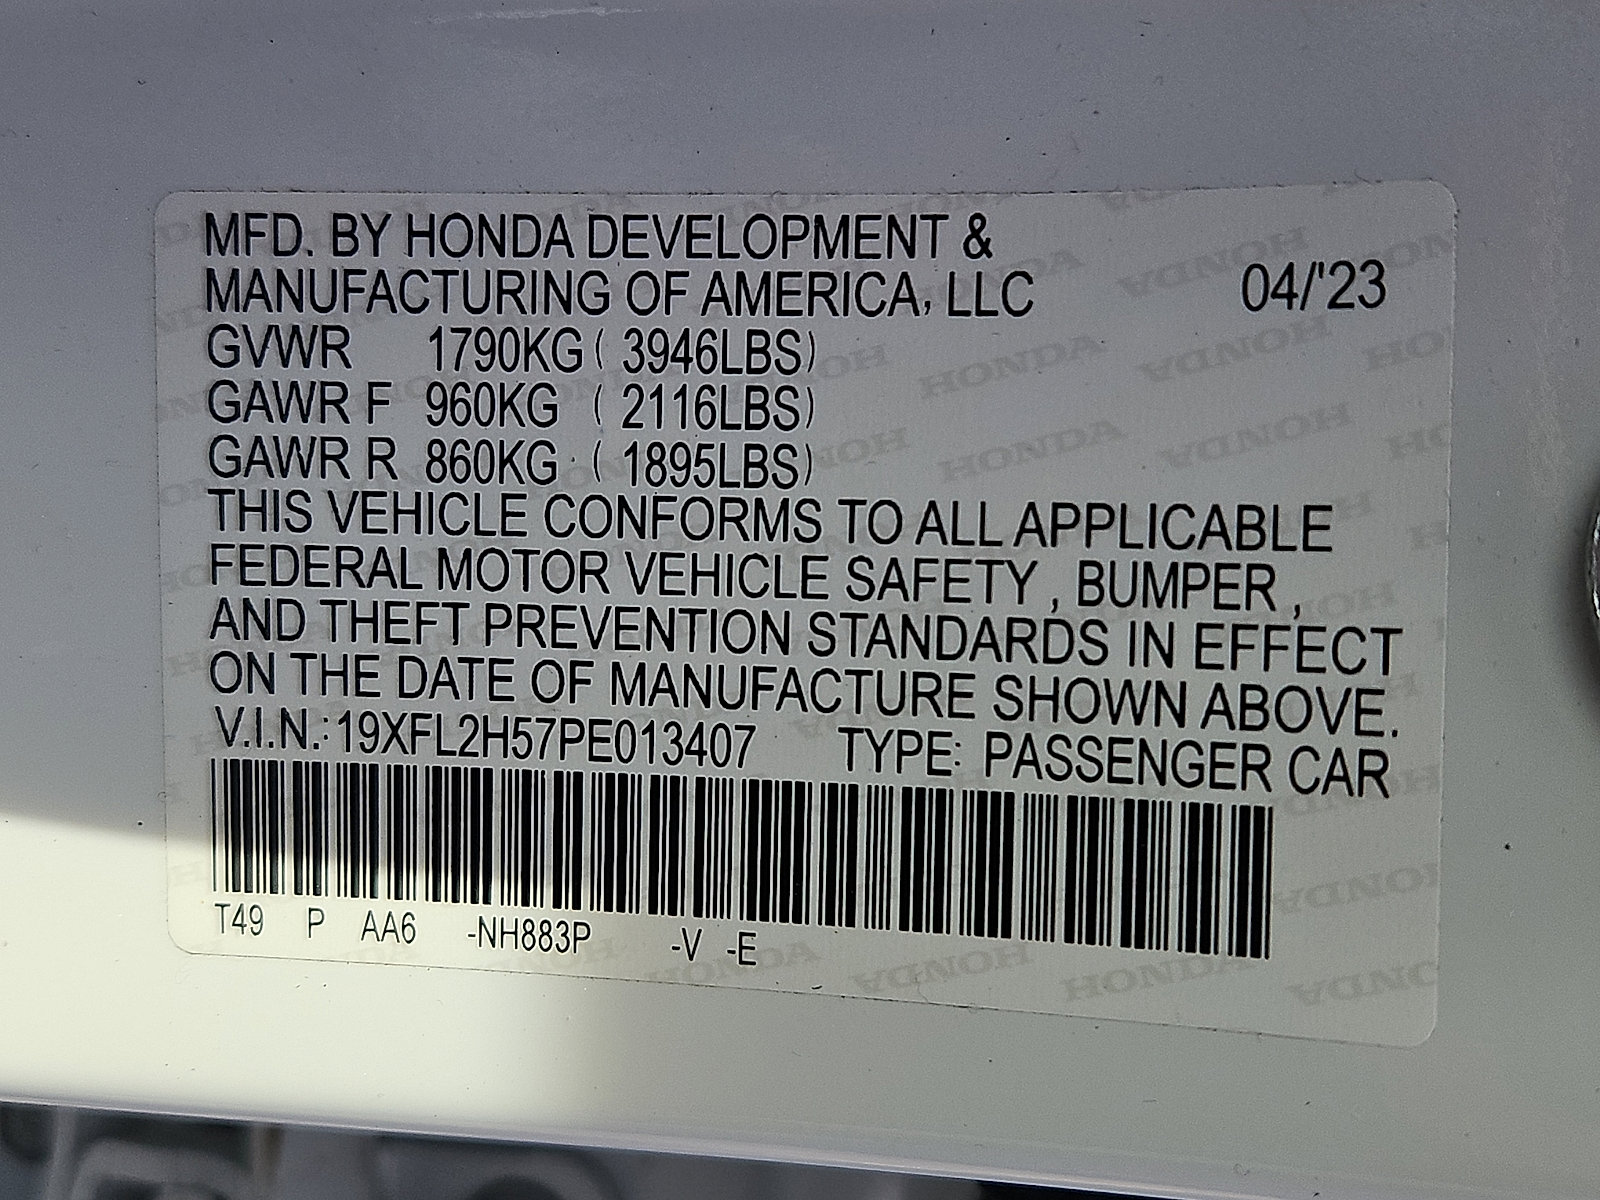 MFD. BY HONDA DEVELOPMENT &
MANUFACTURING OF AMERICA, LLC 04/'23
GVWR 1790KG ( 3946LBS)
GAWR F 960KG ( 2116LBS)
GAWR R 860KG ( 1895LBS)
THIS VEHICLE CONFORMS TO ALL APPLICABLE
FEDERAL MOTOR VEHICLE SAFETY , BUMPER ,
AND THEFT PREVENTION STANDARDS IN EFFECT
ON THE DATE OF MANUFACTURE SHOWN ABOVE.
V.I.N.: 19XFL2H57PE013407 TYPE: PASSENGER CAR
T49 P AA6 -NH883P -V -E